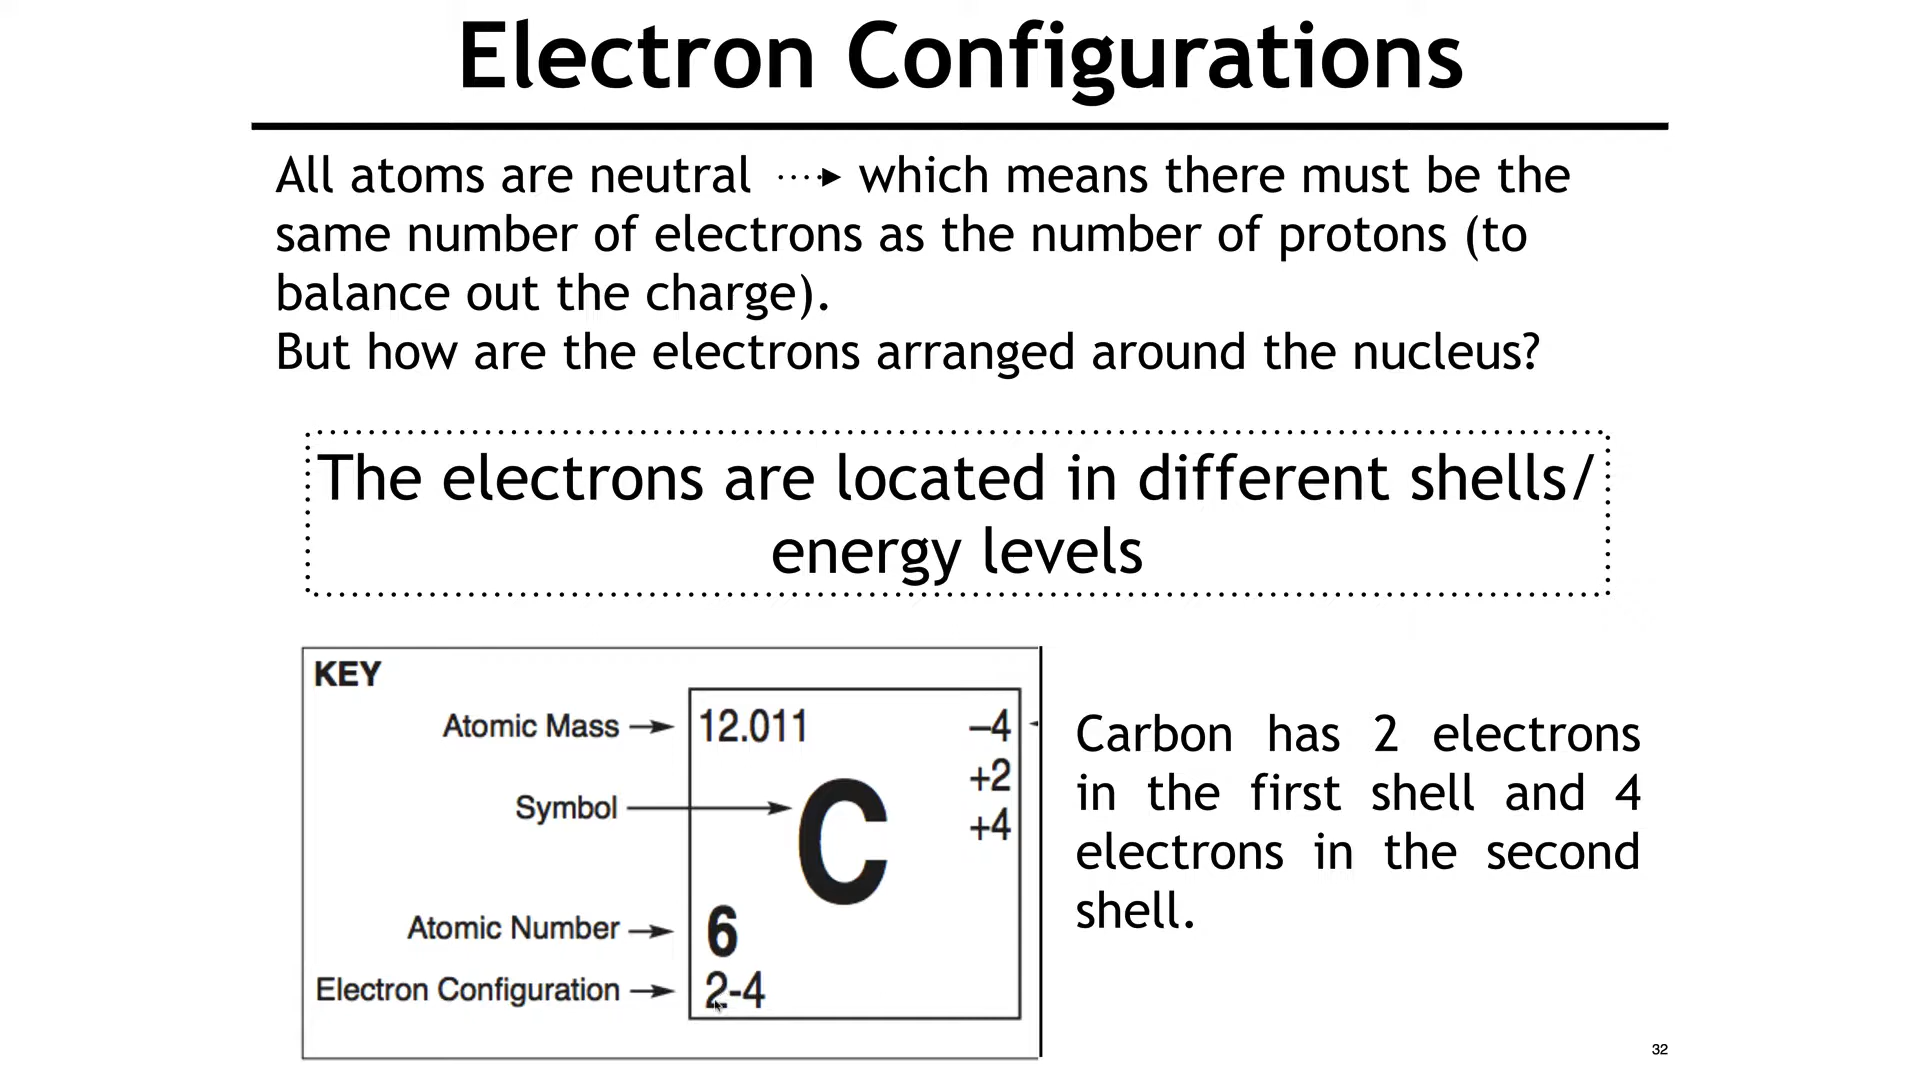 Electron Configurations
All atoms are neutral which means there must be the
same number of electrons as the number of protons (to
balance out the charge).
But how are the electrons arranged around the nucleus?
The electrons are located in different shells/
energy levels
KEY
Atomic Mass
12.011
–4
+2
+4
Symbol
C
Atomic Number
6
Electron Configuration
2-4
Carbon has 2 electrons
in the first shell and 4
electrons in the second
shell.
32